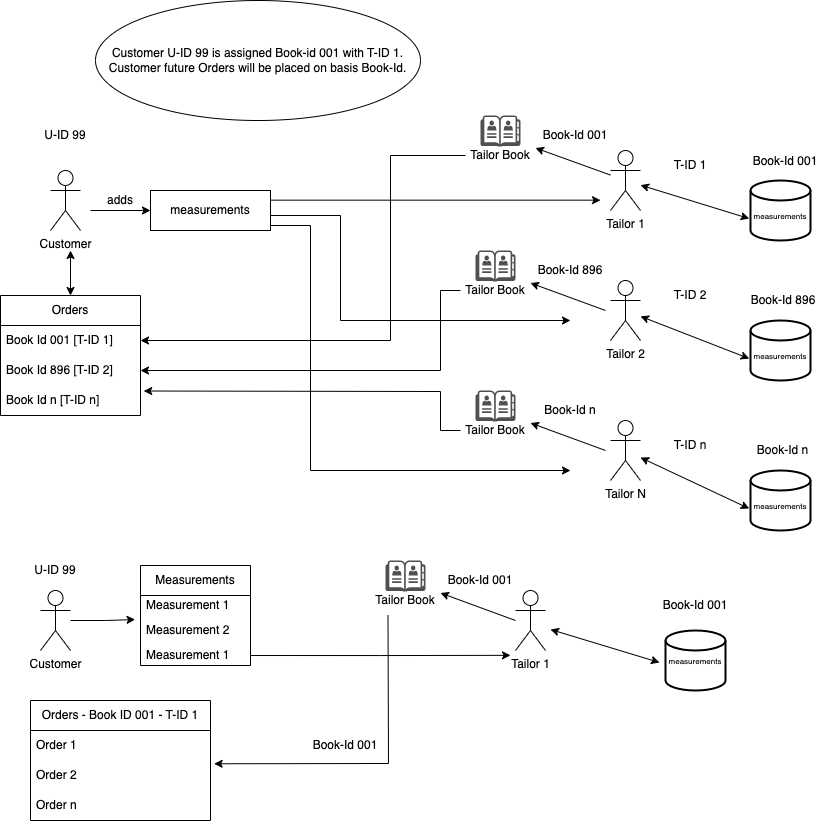 Customer U-ID 99 is assigned Book-id 001 with T-ID 1.
Customer future Orders will be placed on basis Book-Id.
U-ID 99
Customer
adds
measurements
Tailor Book
Book-Id 001
Tailor 1
T-ID 1
Book-Id 001
measurements
Tailor Book
Book-Id 896
Tailor 2
T-ID 2
Book-Id 896
measurements
Orders
Book Id 001 [T-ID 1]
Book Id 896 [T-ID 2]
Book Id n [T-ID n]
Tailor Book
Book-Id n
Tailor N
T-ID n
Book-Id n
measurements
U-ID 99
Customer
Measurements
Measurement 1
Measurement 2
Measurement 1
Tailor Book
Book-Id 001
Tailor 1
Book-Id 001
measurements
Orders - Book ID 001 - T-ID 1
Order 1
Order 2
Order n
Book-Id 001